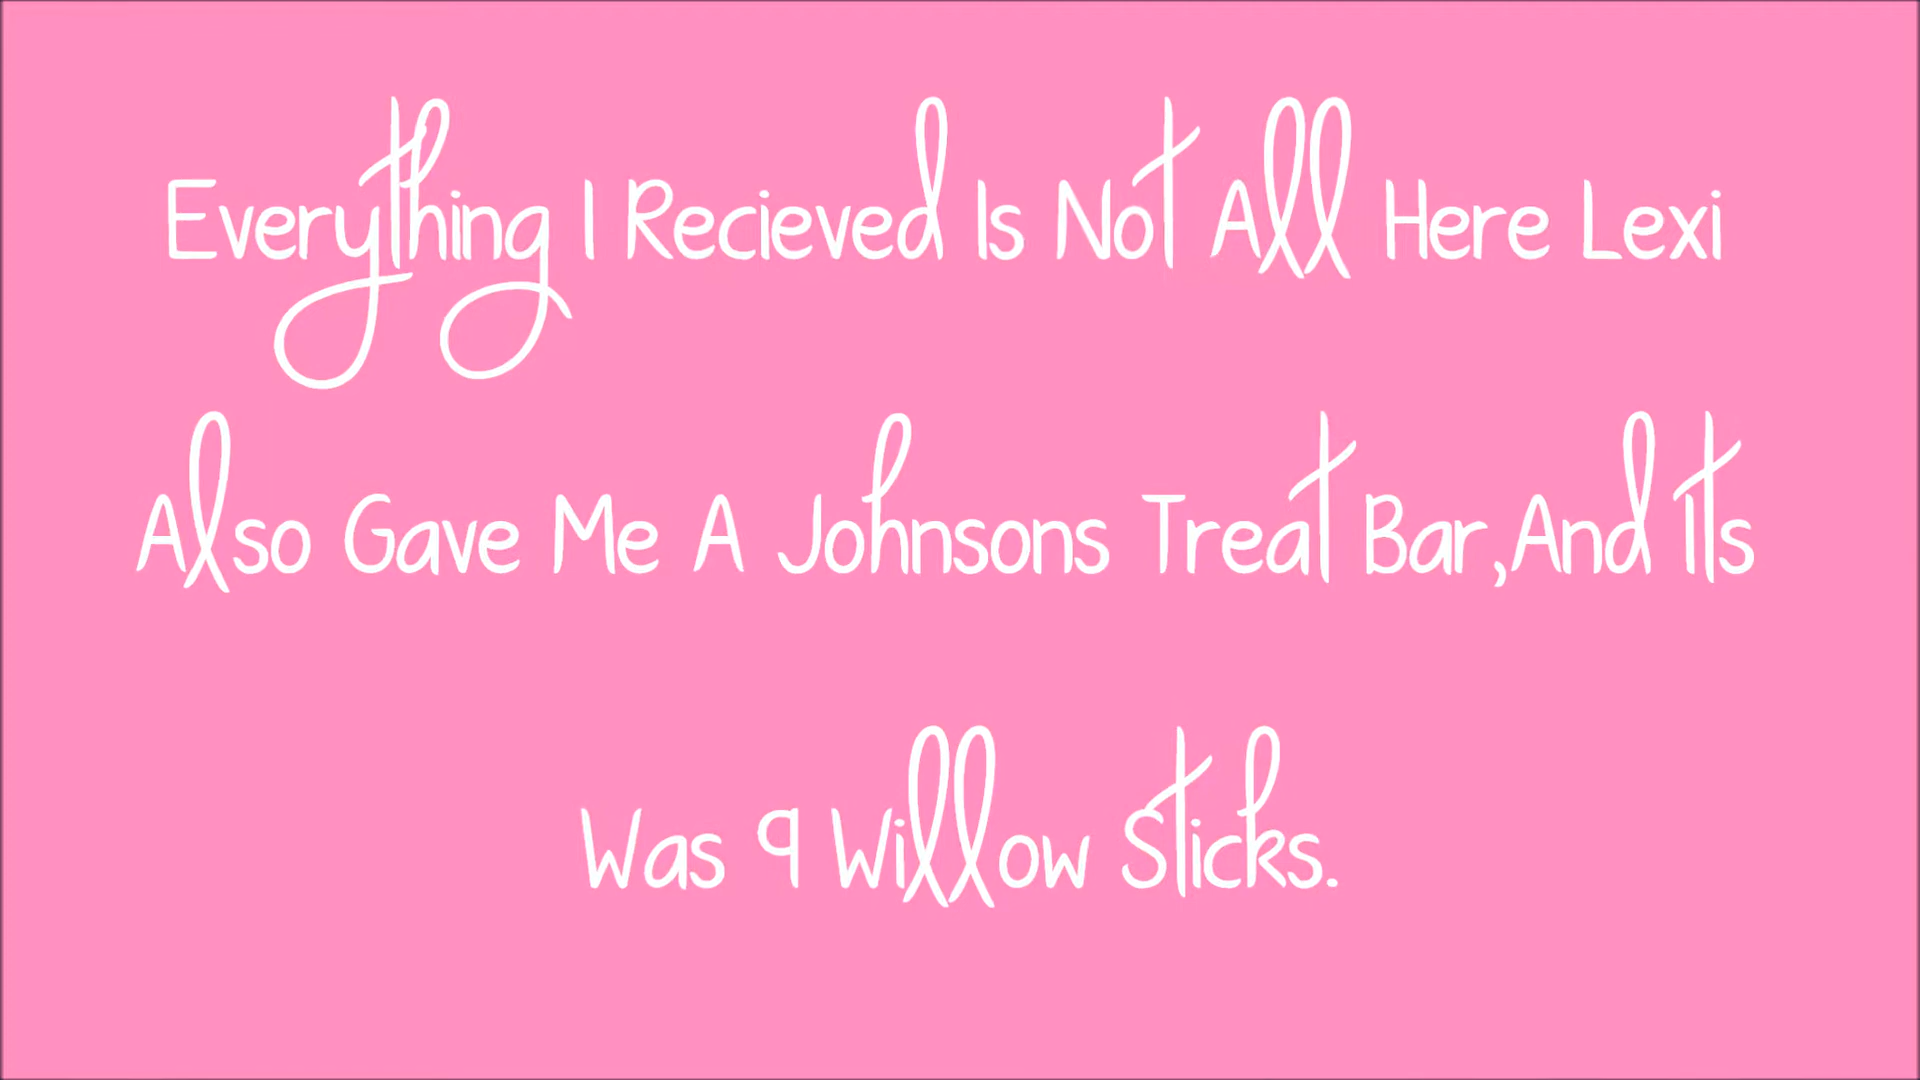 Everything I Recieved Is Not All Here Lexi
Also Gave Me A Johnsons Treat Bar,And Its
Was 9 Willow Sticks.